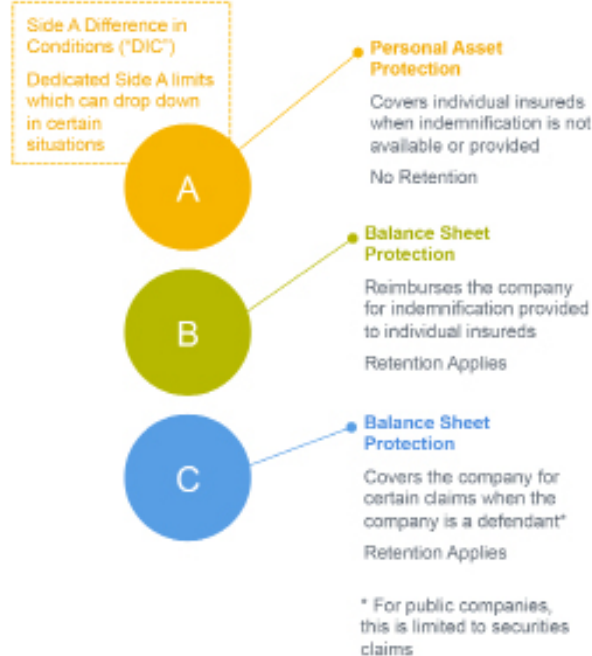 Side A Difference in
Conditions ("DIC")
Dedicated Side A limits
which can drop down
in certain
situations
A
Personal Asset
Protection
Covers individual insureds
when indemnification is not
available or provided
No Retention
B
Balance Sheet
Protection
Reimburses the company
for indemnification provided
to individual insureds
Retention Applies
C
Balance Sheet
Protection
Covers the company for
certain claims when the
company is a defendant*
Retention Applies
* For public companies,
this is limited to securities
claims